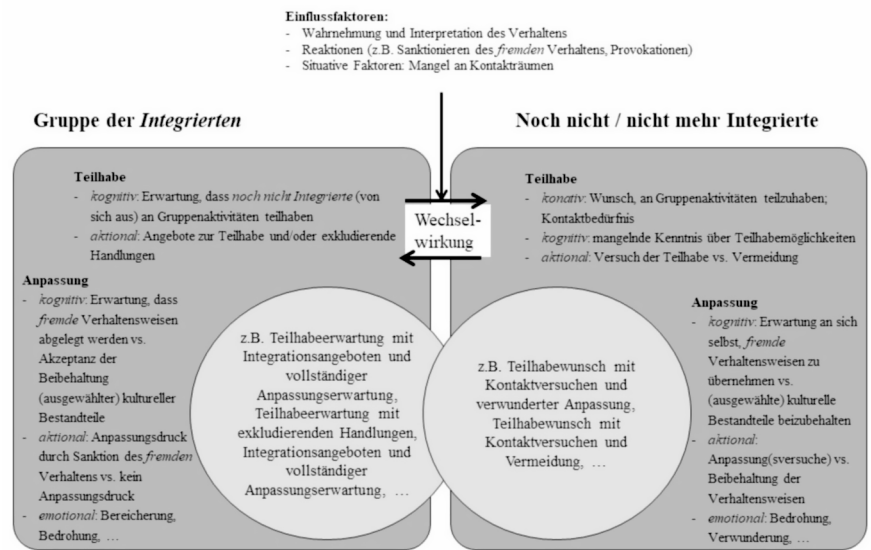 Einflussfaktoren:
- Wahrnehmung und Interpretation des Verhaltens
- Reaktionen (z.B. Sanktionieren des fremden Verhaltens, Provokationen)
- Situative Faktoren: Mangel an Kontakträumen
Gruppe der Integrierten
Teilhabe
- kognitiv: Erwartung, dass noch nicht Integrierte (von
sich aus) an Gruppenaktivitäten teilhaben
- aktional: Angebote zur Teilhabe und/oder exkludierende
Handlungen
Anpassung
- kognitiv: Erwartung, dass
fremde Verhaltensweisen
abgelegt werden vs.
Akzeptanz der
Beibehaltung
(ausgewählter) kultureller
Bestandteile
- aktional: Anpassungsdruck
durch Sanktion des fremden
Verhaltens vs. kein
Anpassungsdruck
- emotional: Bereicherung,
Bedrohung, …
z.B. Teilhabeerwartung mit
Integrationsangeboten und
vollständiger
Anpassungserwartung,
Teilhabeerwartung mit
exkludierenden Handlungen,
Integrationsangeboten und
vollständiger
Anpassungserwartung, …
Wechsel-
wirkung
Noch nicht / nicht mehr Integrierte
Teilhabe
- konativ: Wunsch, an Gruppenaktivitäten teilzuhaben;
Kontaktbedürfnis
- kognitiv: mangelnde Kenntnis über Teilhabemöglichkeiten
- aktional: Versuch der Teilhabe vs. Vermeidung
z.B. Teilhabewunsch mit
Kontaktversuchen und
verwunderter Anpassung,
Teilhabewunsch mit
Kontaktversuchen und
Vermeidung, …
Anpassung
- kognitiv: Erwartung an sich
selbst, fremde
Verhaltensweisen zu
übernehmen vs.
(ausgewählte) kulturelle
Bestandteile beizubehalten
- aktional:
Anpassung(sversuche) vs.
Beibehaltung der
Verhaltensweisen
- emotional: Bedrohung,
Verwunderung, …